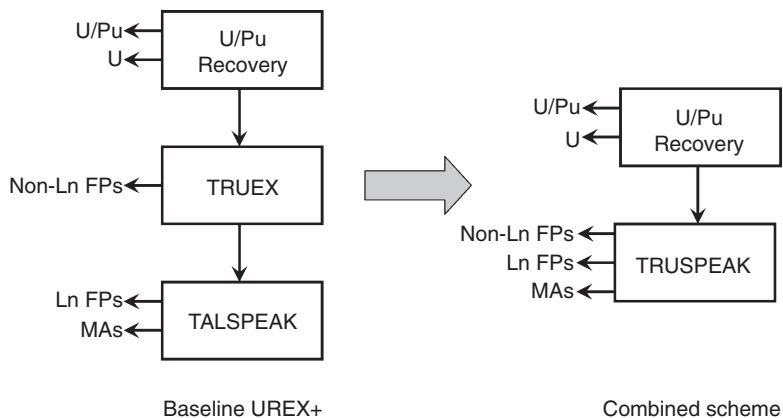 U/Pu
U
U/Pu
Recovery
Non-Ln FPs
TRUEX
Ln FPs
MAs
TALSPEAK
Baseline UREX+
U/Pu
U
U/Pu
Recovery
Non-Ln FPs
Ln FPs
MAs
TRUSPEAK
Combined scheme